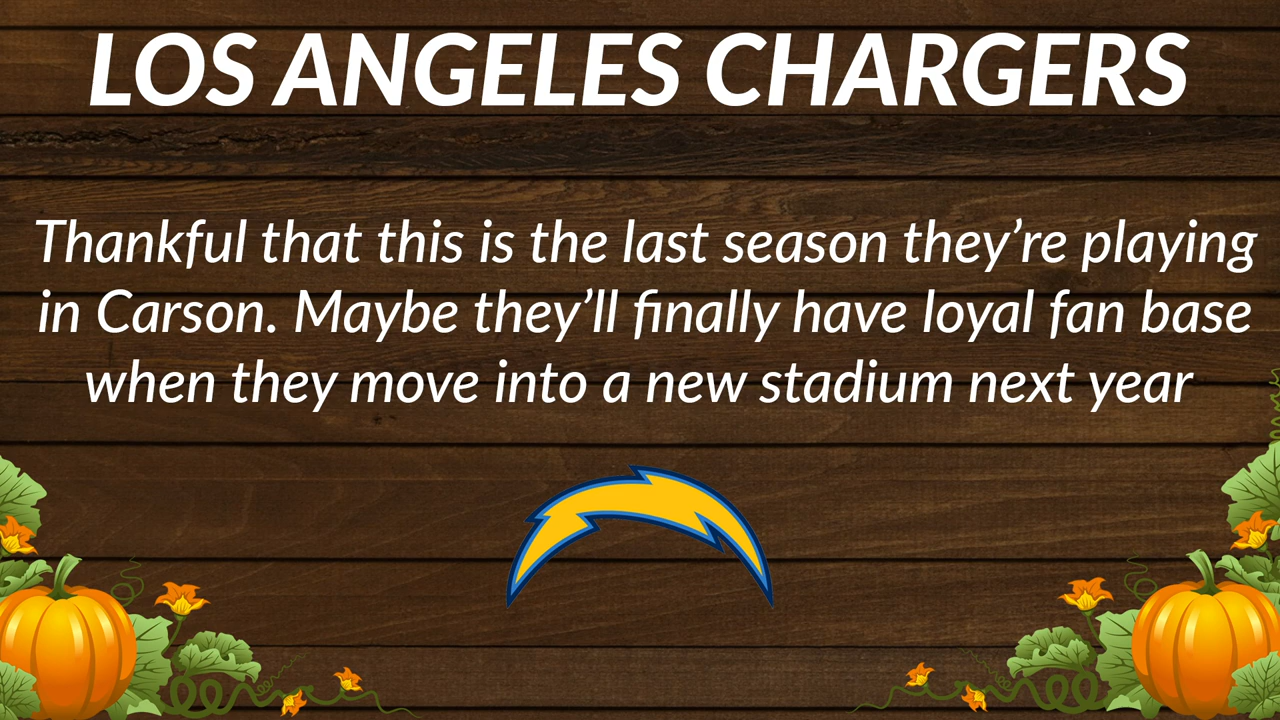 LOS ANGELES CHARGERS
Thankful that this is the last season they’re playing
in Carson. Maybe they’ll finally have loyal fan base
when they move into a new stadium next year